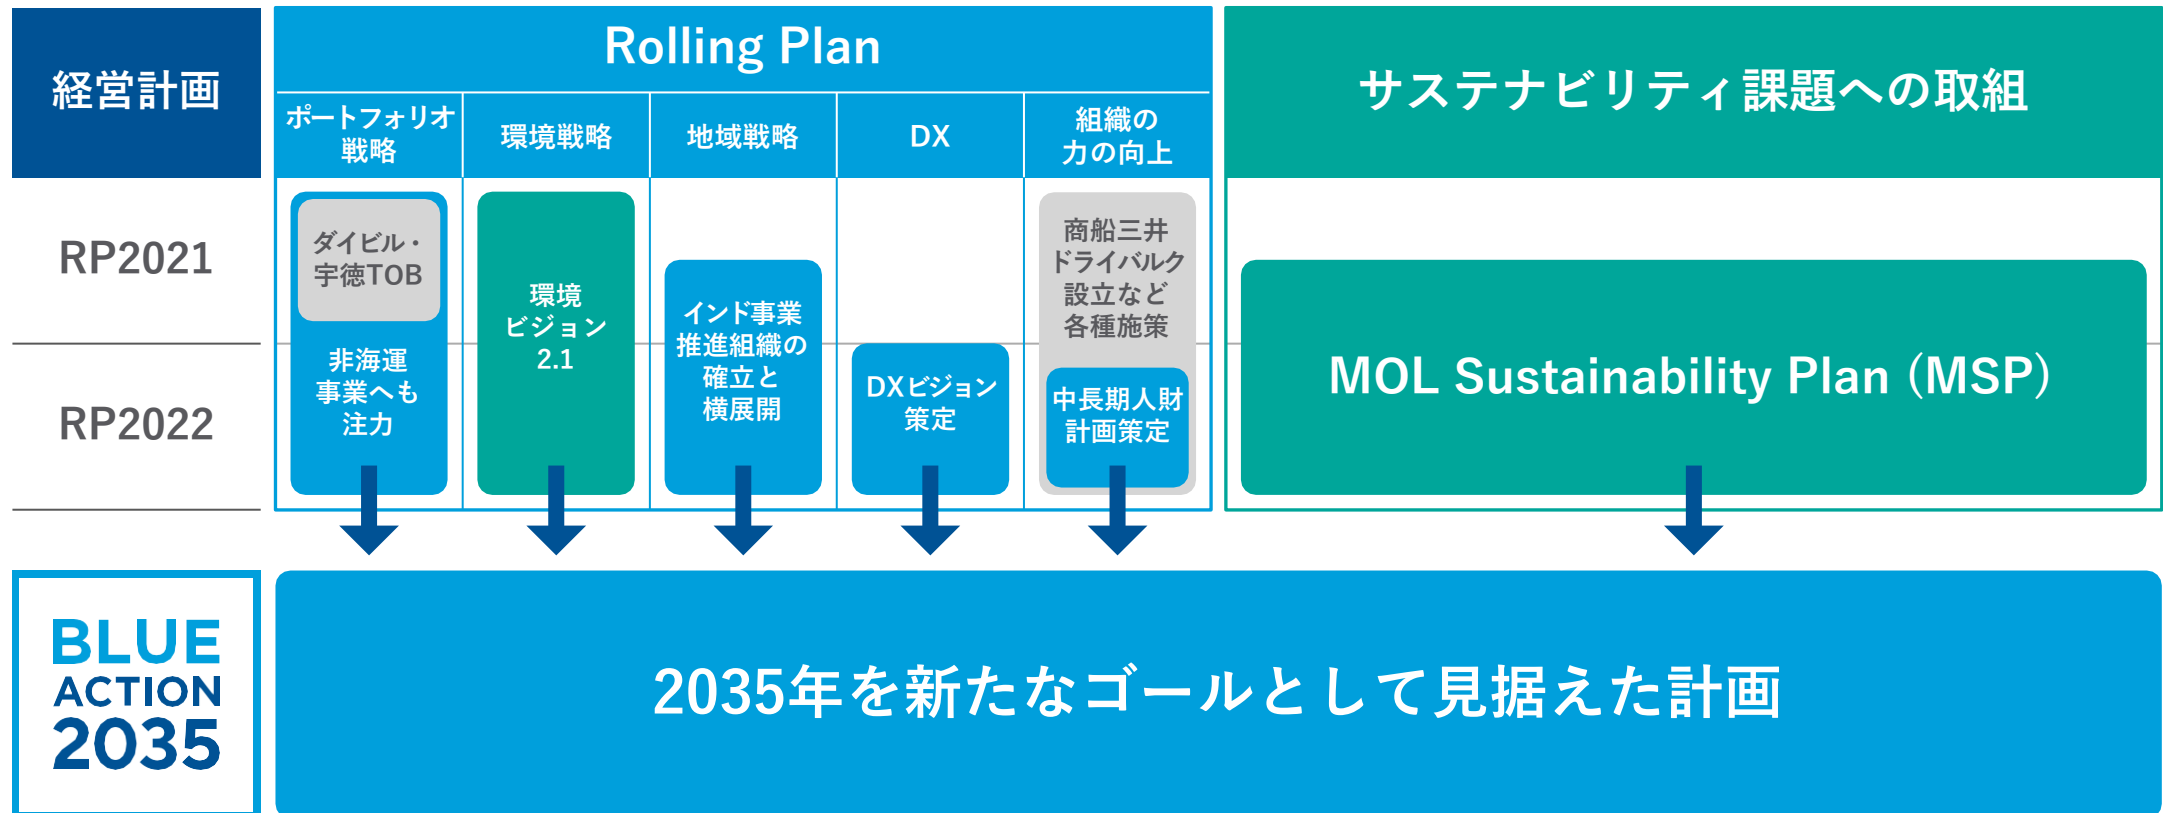 経営計画
Rolling Plan
サステナビリティ課題への取組
ポートフォリオ
戦略
環境戦略
地域戦略
DX
組織の
力の向上
RP2021
ダイビル・
宇徳TOB
非海運
事業へも
注力
環境
ビジョン
2.1
インド事業
推進組織の
確立と
横展開
DXビジョン
策定
商船三井
ドライバルク
設立など
各種施策
中長期人財
計画策定
MOL Sustainability Plan (MSP)
RP2022
BLUE
ACTION
2035
2035年を新たなゴールとして見据えた計画